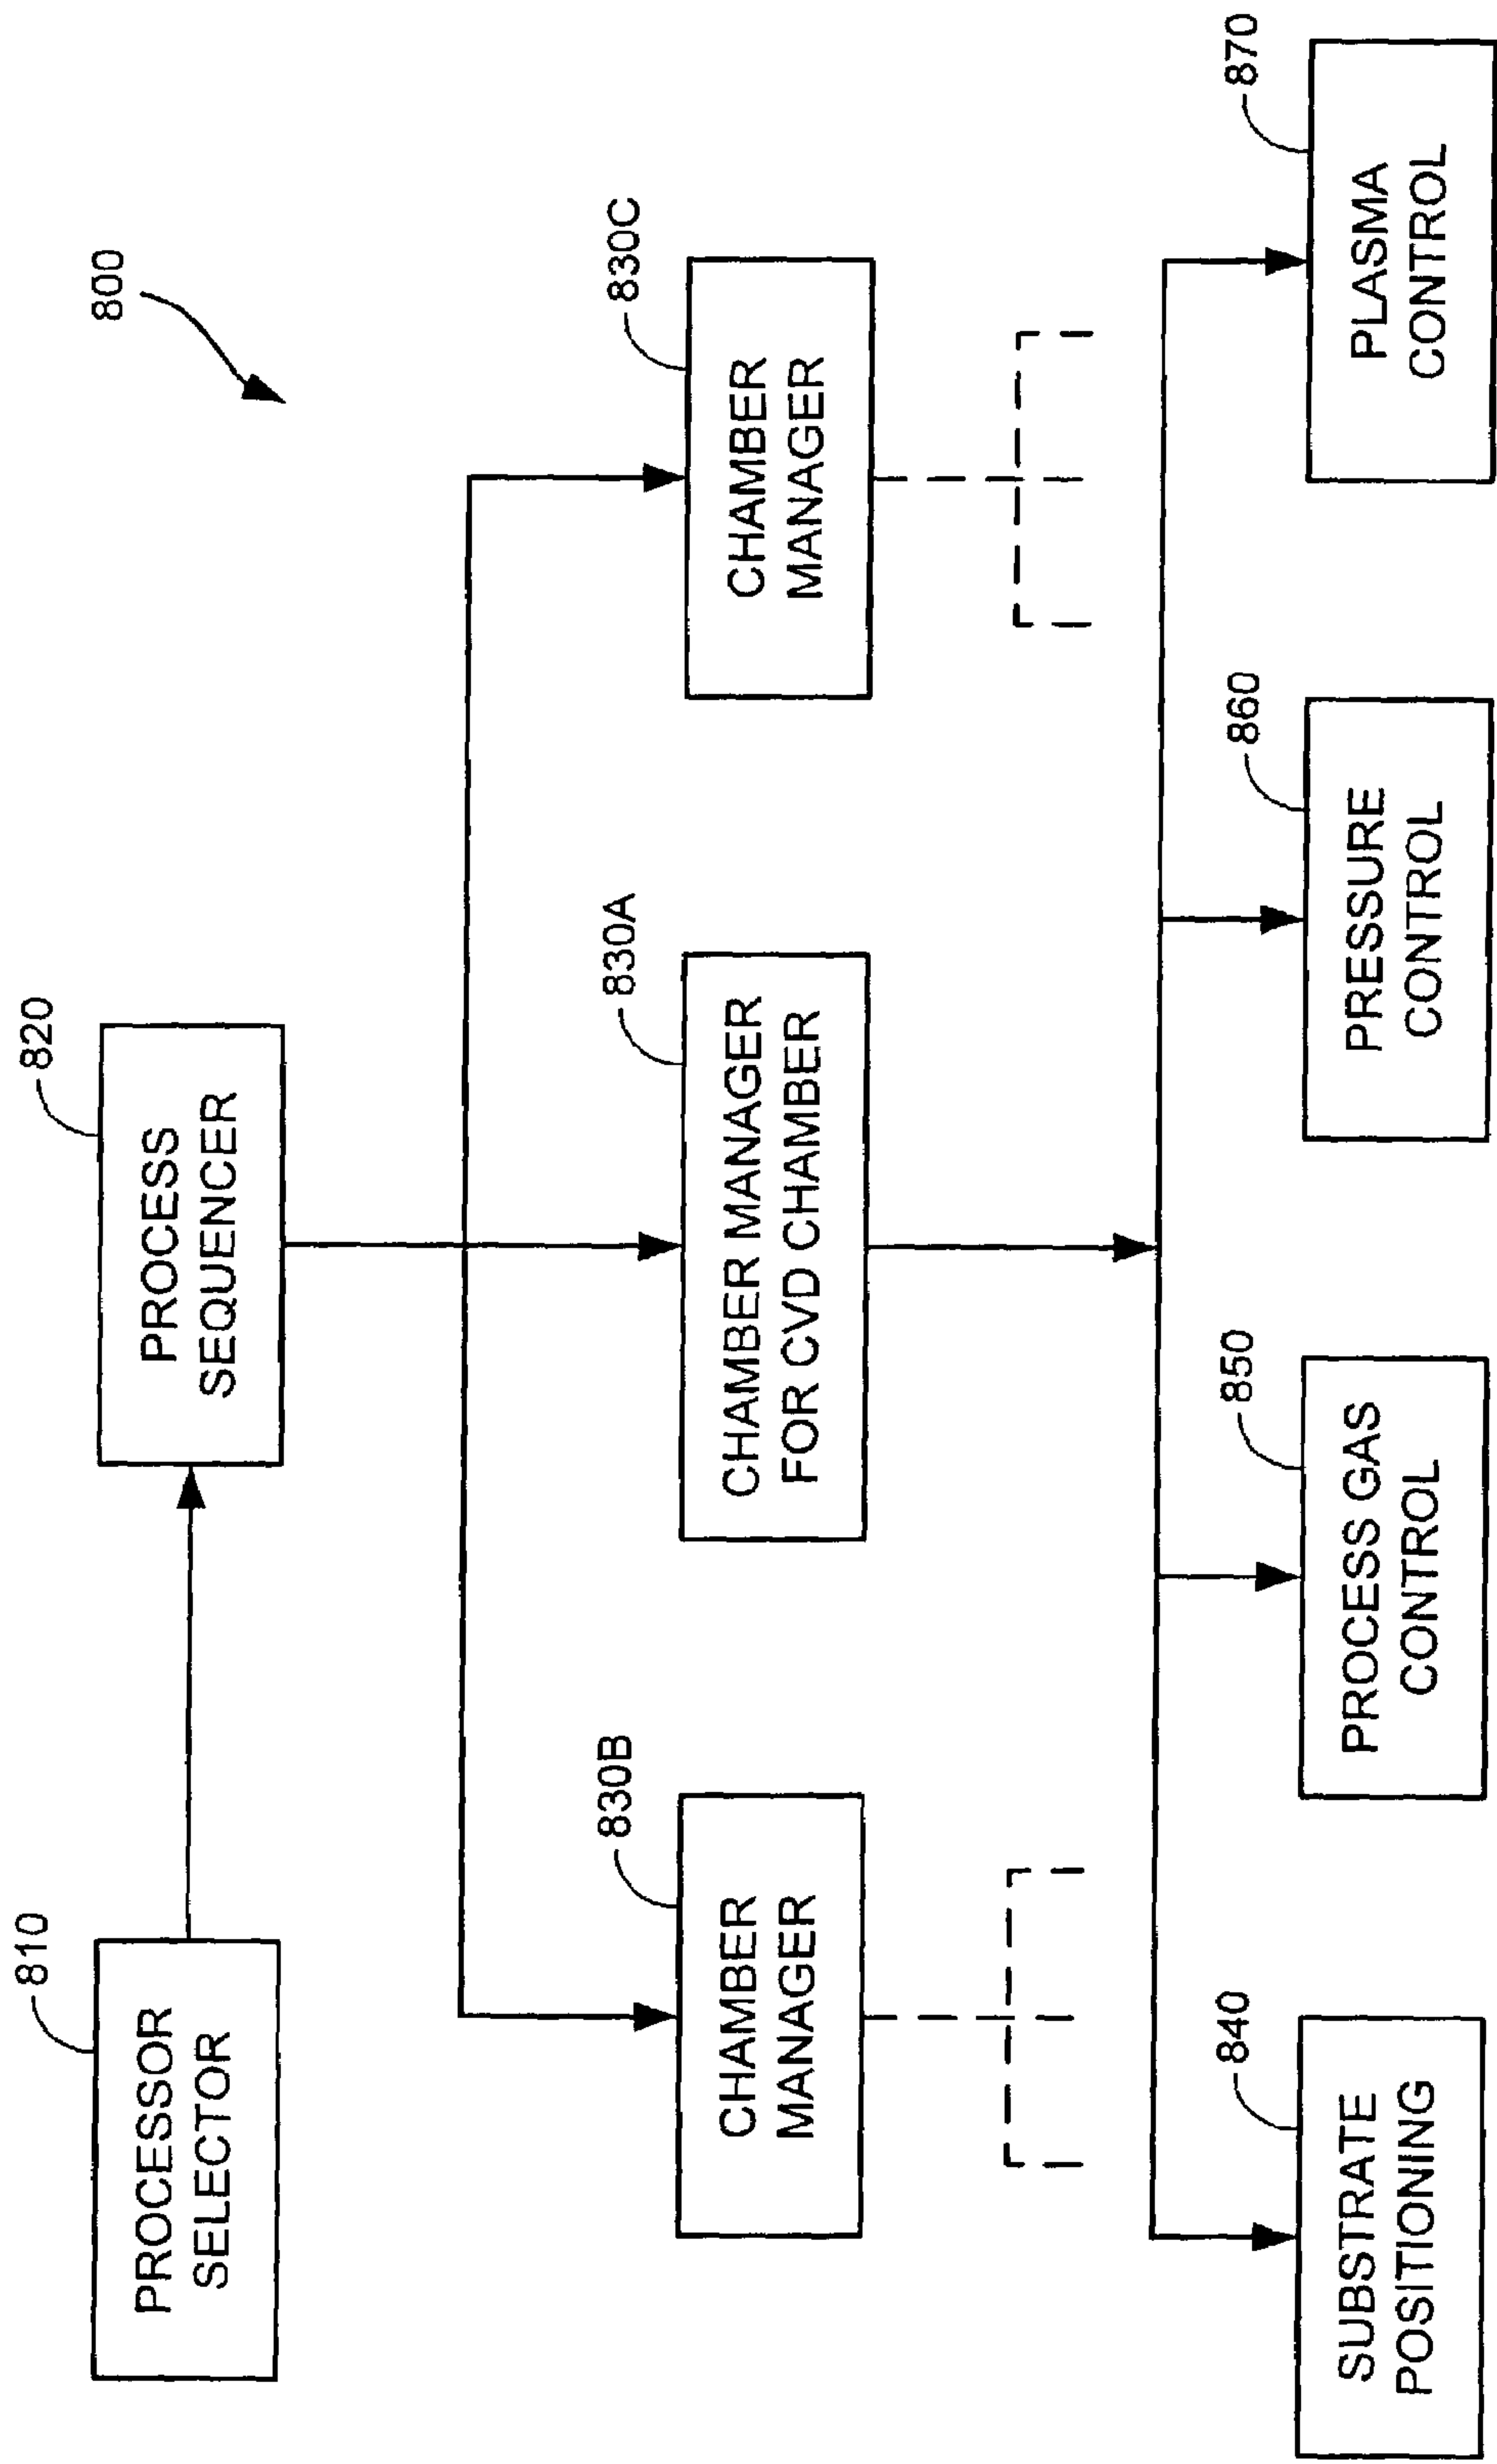 800
810
PROCESSOR
SELECTOR
820
PROCESS
SEQUENCER
830B
CHAMBER
MANAGER
830A
CHAMBER MANAGER
FOR CVD CHAMBER
830C
CHAMBER
MANAGER
840
SUBSTRATE
POSITIONING
850
PROCESS GAS
CONTROL
860
PRESSURE
CONTROL
870
PLASMA
CONTROL